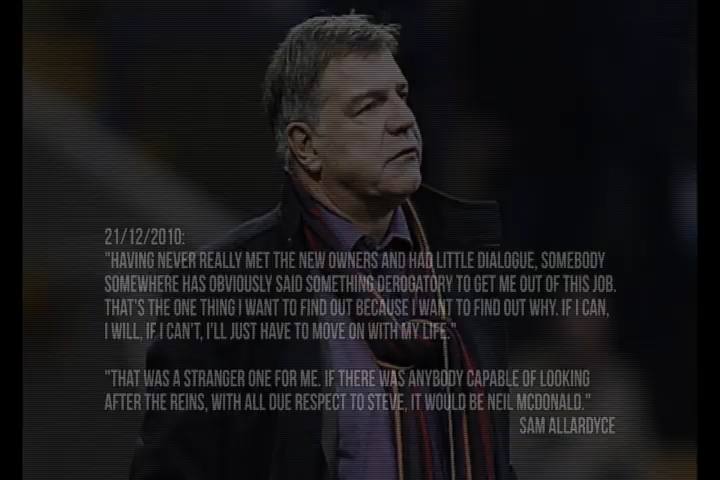 21/12/2010:
"HAVING NEVER REALLY MET THE NEW OWNERS AND HAD LITTLE DIALOGUE, SOMEBODY
SOMEWHERE HAS OBVIOUSLY SAID SOMETHING DEROGATORY TO GET ME OUT OF THIS JOB.
THAT'S THE ONE THING I WANT TO FIND OUT BECAUSE I WANT TO FIND OUT WHY. IF I CAN,
I WILL, IF I CAN'T, I'LL JUST HAVE TO MOVE ON WITH MY LIFE."
"THAT WAS A STRANGER ONE FOR ME. IF THERE WAS ANYBODY CAPABLE OF LOOKING
AFTER THE REINS, WITH ALL DUE RESPECT TO STEVE, IT WOULD BE NEIL MCDONALD."
SAM ALLARDYCE